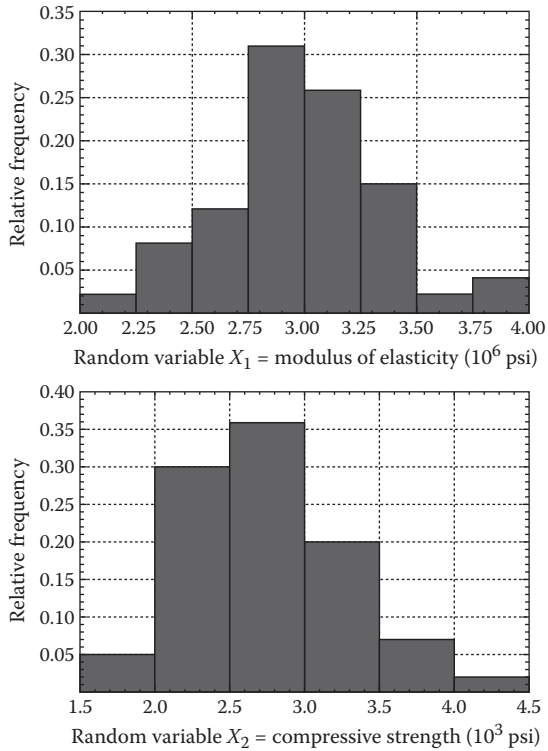 0.35
0.30
0.25
0.20
0.15
0.10
0.05
Relative frequency
2.00 2.25 2.50 2.75 3.00 3.25 3.50 3.75 4.00
Random variable X1 = modulus of elasticity (10^6 psi)
0.40
0.35
0.30
0.25
0.20
0.15
0.10
0.05
Relative frequency
1.5 2.0 2.5 3.0 3.5 4.0 4.5
Random variable X2 = compressive strength (10^3 psi)